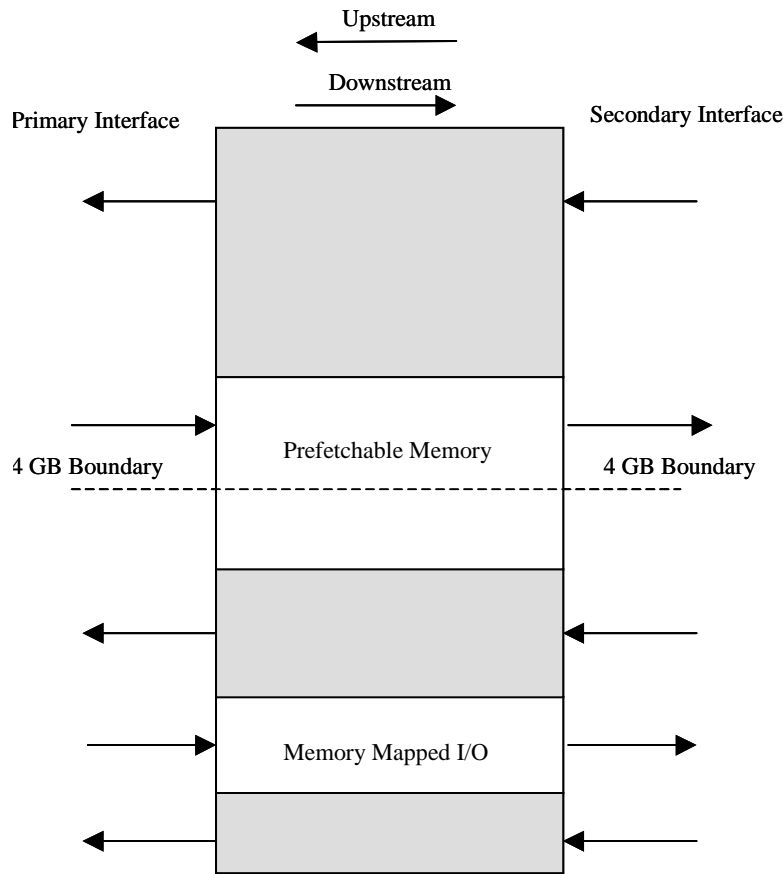 Upstream
Downstream
Primary Interface
Secondary Interface
Prefetchable Memory
4 GB Boundary
4 GB Boundary
Memory Mapped I/O